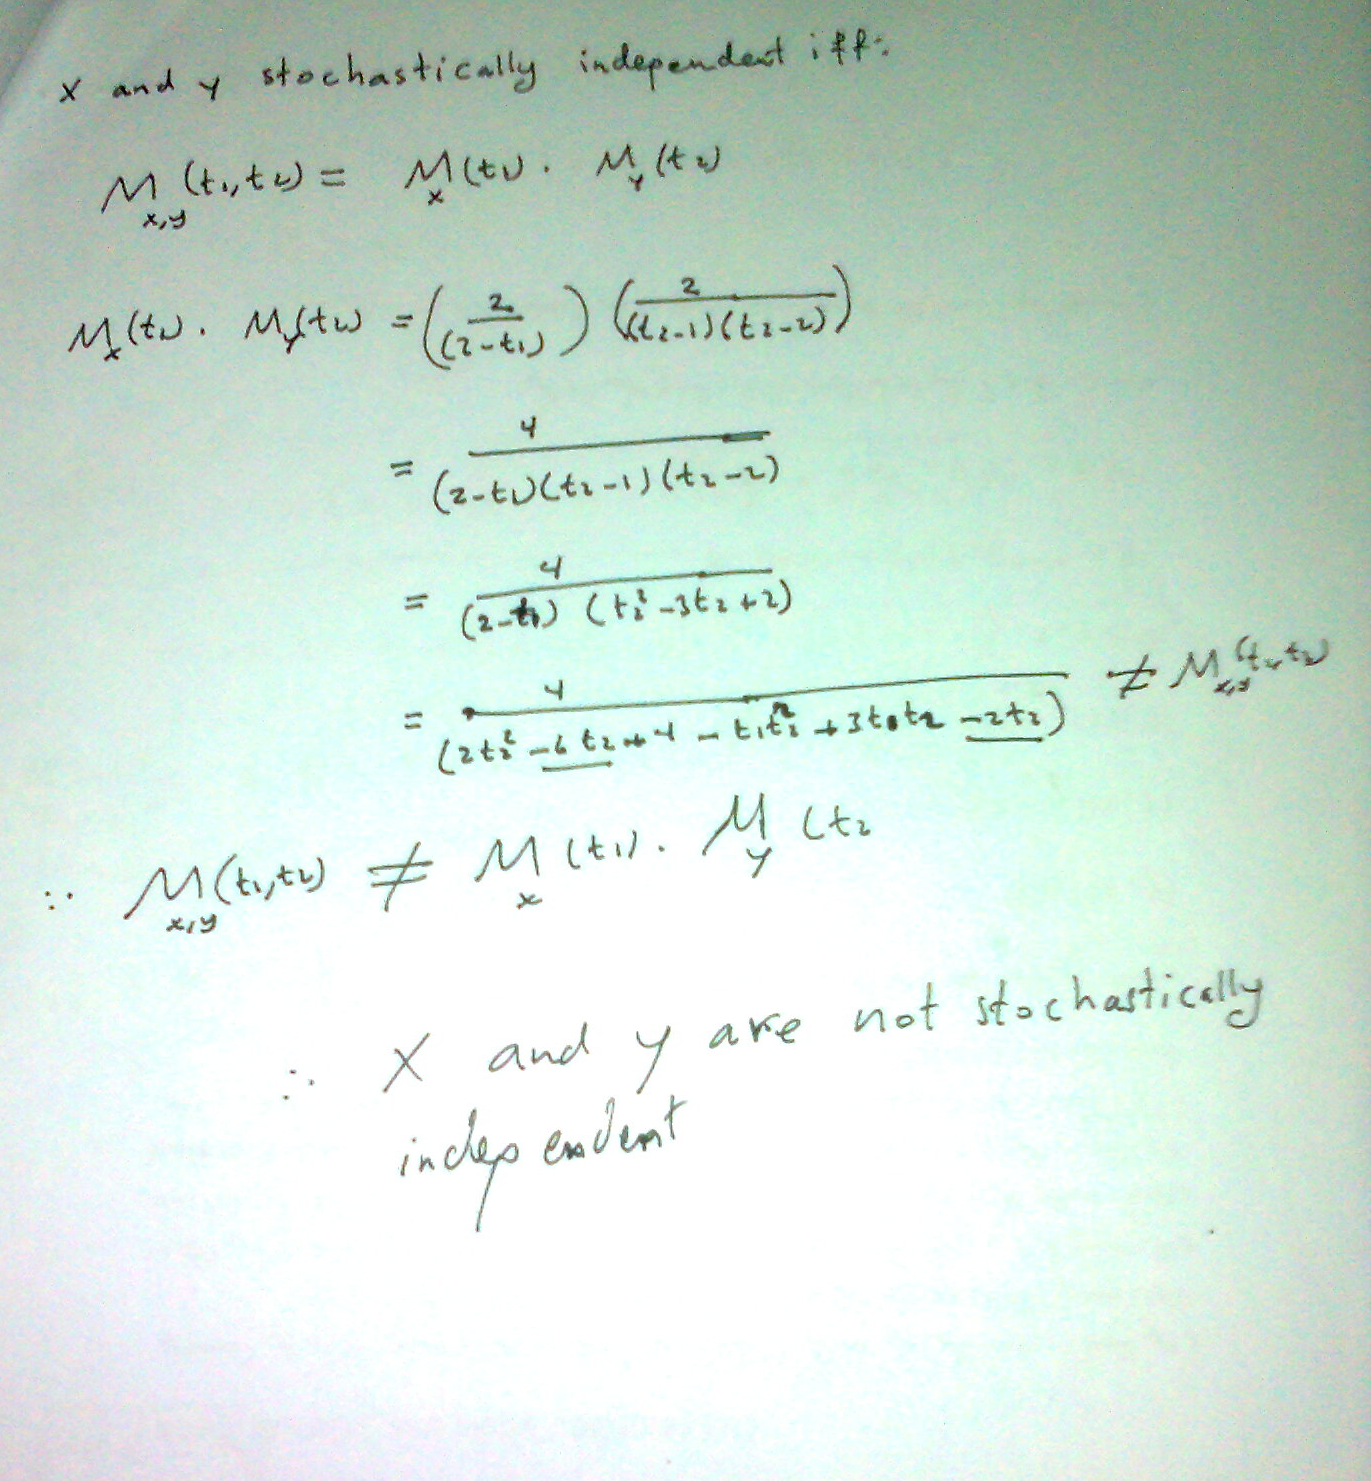 x and y stochastically independent iff:
M_{x,y}(t₁,t₂) = M_x(t₁) . M_y(t₂)
M_x(t₁) . M_y(t₂) = (2/(2-t₁)) (2/((t₂-1)(t₂-2)))
= 4/((2-t₁)(t₂-1)(t₂-2))
= 4/((2-t₁) (t₂²-3t₂+2))
= 4/(2t₂²-6t₂+4-t₁t₂²+3t₁t₂-2t₂) ≠ M_{x,y}(t₁,t₂)
∴ M_{x,y}(t₁,t₂) ≠ M_x(t₁) . M_y(t₂
∴ X and y are not stochastically
independent